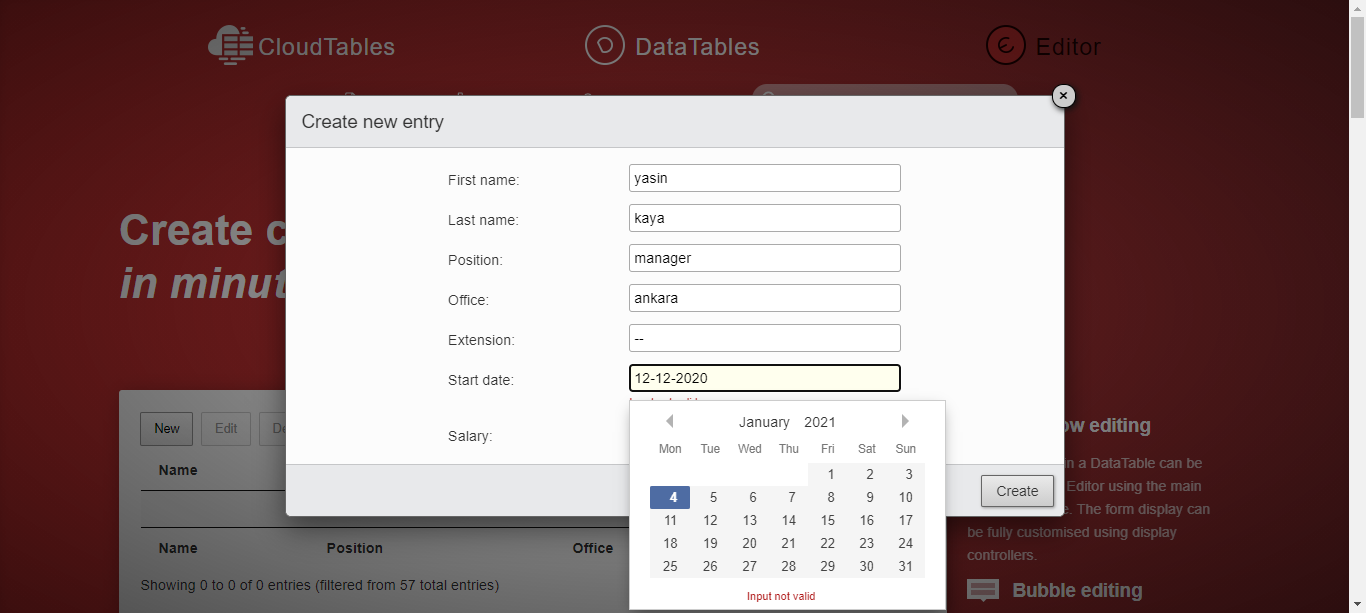 CloudTables DataTables Editor
Create new entry ×
First name: yasin
Last name: kaya
Position: manager
Office: ankara
Extension: --
Start date: 12-12-2020
Salary:
January 2021
Mon Tue Wed Thu Fri Sat Sun
1 2 3
4 5 6 7 8 9 10
11 12 13 14 15 16 17
18 19 20 21 22 23 24
25 26 27 28 29 30 31
Input not valid
Create
Create c
in minut
New Edit De
Name
Name Position Office
Showing 0 to 0 of 0 entries (filtered from 57 total entries)
ow editing
in a DataTable can be
Editor using the main
e. The form display can
be fully customised using display
controllers.
Bubble editing